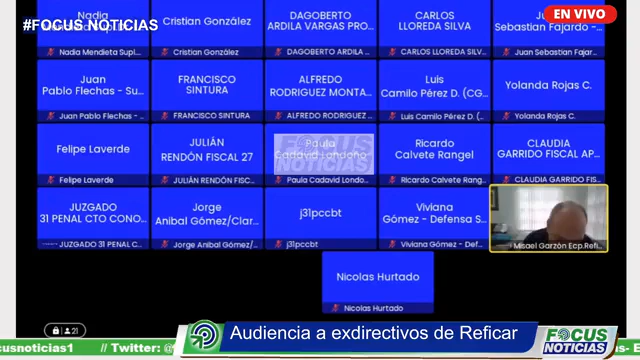 #FOCUS NOTICIAS
EN VIVO
Nadia
Nadia Mendieta Supl...
Cristian González
Cristian González
DAGOBERTO
ARDILA VARGAS PRO...
DAGOBERTO ARDILA ...
CARLOS
LLOREDA SILVA
CARLOS LLOREDA SILVA
Sebastian Fajardo -...
Juan Sebastian Fajar...
Juan
Pablo Flechas - Su...
Juan Pablo Flechas - ...
FRANCISCO
SINTURA
FRANCISCO SINTURA
ALFREDO
RODRIGUEZ MONTA...
ALFREDO RODRIGUEZ ...
Luis
Camilo Pérez D. (CG...
Luis Camilo Pérez D. (...
Yolanda Rojas C.
Yolanda Rojas C.
Felipe Laverde
Felipe Laverde
JULIÁN
RENDÓN FISCAL 27
JULIÁN RENDÓN FISC...
Paula
Cadavid Londoño
FOCUS
NOTICIAS
Paula Cadavid Londo...
Ricardo
Calvete Rangel
Ricardo Calvete Rangel
CLAUDIA
GARRIDO FISCAL AP...
CLAUDIA GARRIDO FIS...
JUZGADO
31 PENAL CTO CONO...
JUZGADO 31 PENAL C...
Jorge
Anibal Gómez/Clar...
Jorge Anibal Gómez/...
j31pccbt
j31pccbt
Viviana
Gómez - Defensa S...
Viviana Gómez - Def...
Misael Garzón Ecp.Refi...
Nicolas Hurtado
Nicolas Hurtado
21
Audiencia a exdirectivos de Reficar
FOCUS
NOTICIAS
ocusnoticias1 // Twitter: @